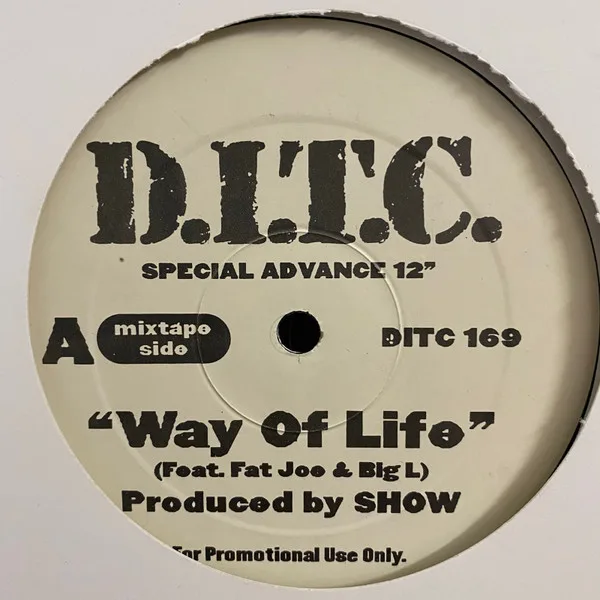 D.I.T.C.
SPECIAL ADVANCE 12”
A mixtape side DITC 169
“Way Of Life”
(Feat. Fat Joe & Big L)
Produced by SHOW
For Promotional Use Only.